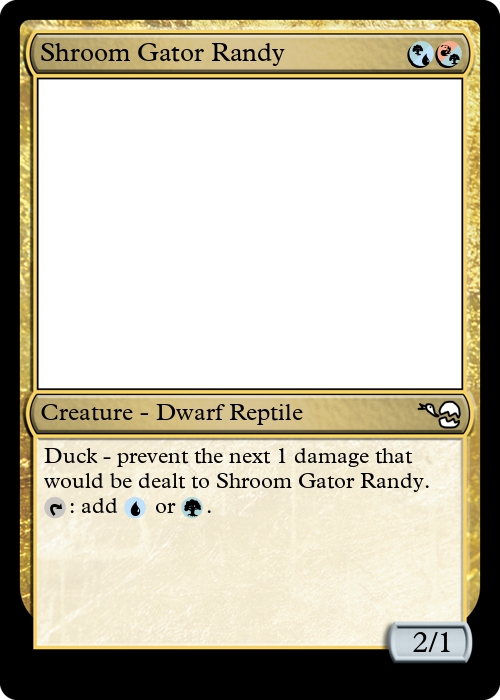 Shroom Gator Randy
Creature - Dwarf Reptile
Duck - prevent the next 1 damage that
would be dealt to Shroom Gator Randy.
: add or .
2/1